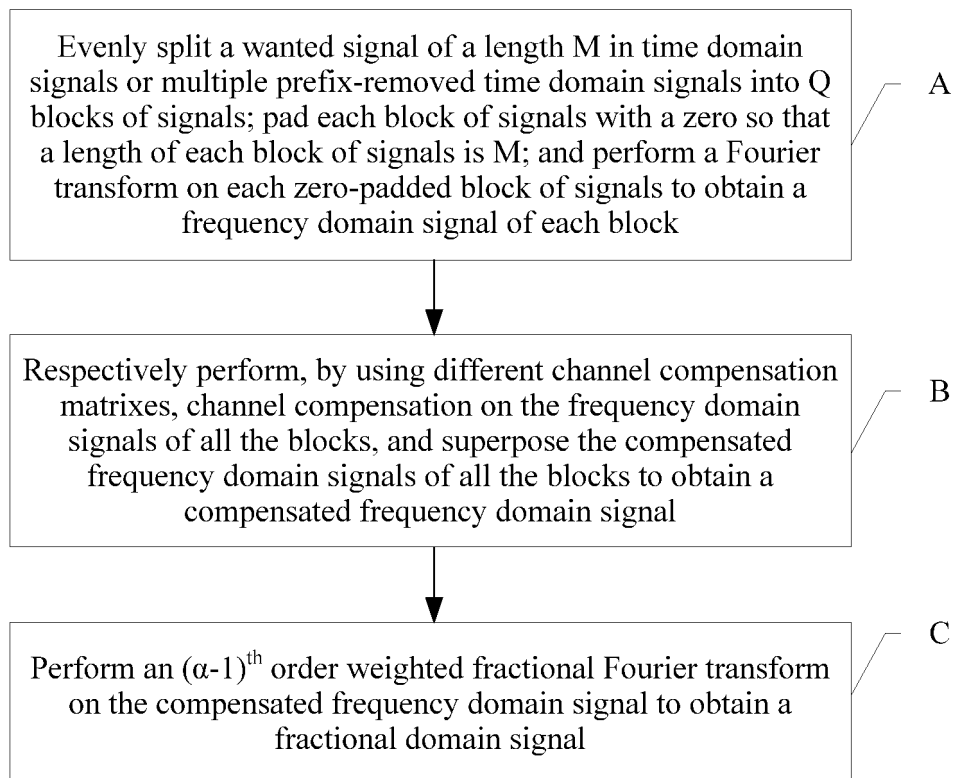 Evenly split a wanted signal of a length M in time domain
signals or multiple prefix-removed time domain signals into Q
blocks of signals; pad each block of signals with a zero so that
a length of each block of signals is M; and perform a Fourier
transform on each zero-padded block of signals to obtain a
frequency domain signal of each block
A
Respectively perform, by using different channel compensation
matrixes, channel compensation on the frequency domain
signals of all the blocks, and superpose the compensated
frequency domain signals of all the blocks to obtain a
compensated frequency domain signal
B
Perform an (α-1)th order weighted fractional Fourier transform
on the compensated frequency domain signal to obtain a
fractional domain signal
C